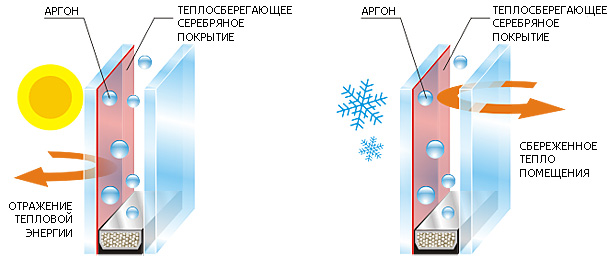 АРГОН
ТЕПЛОСБЕРЕГАЮЩЕЕ
СЕРЕБРЯНОЕ
ПОКРЫТИЕ
ОТРАЖЕНИЕ
ТЕПЛОВОЙ
ЭНЕРГИИ
АРГОН
ТЕПЛОСБЕРЕГАЮЩЕЕ
СЕРЕБРЯНОЕ
ПОКРЫТИЕ
СБЕРЕЖЕННОЕ
ТЕПЛО
ПОМЕЩЕНИЯ